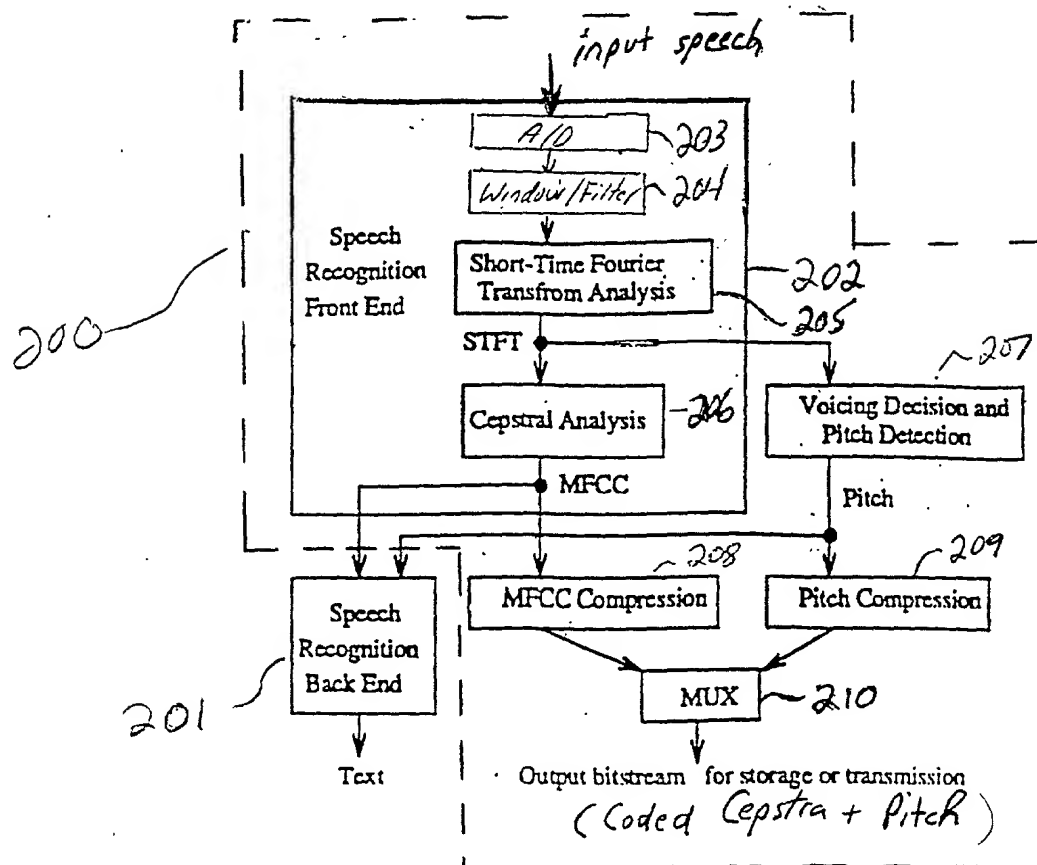 input speech
A/D
203
Window/Filter
204
Speech
Recognition
Front End
Short-Time Fourier
Transfrom Analysis
202
205
200
STFT
207
Cepstral Analysis
206
Voicing Decision and
Pitch Detection
MFCC
Pitch
208
209
MFCC Compression
Pitch Compression
Speech
Recognition
Back End
201
MUX
210
Text
Output bitstream for storage or transmission
(Coded Cepstra + Pitch)